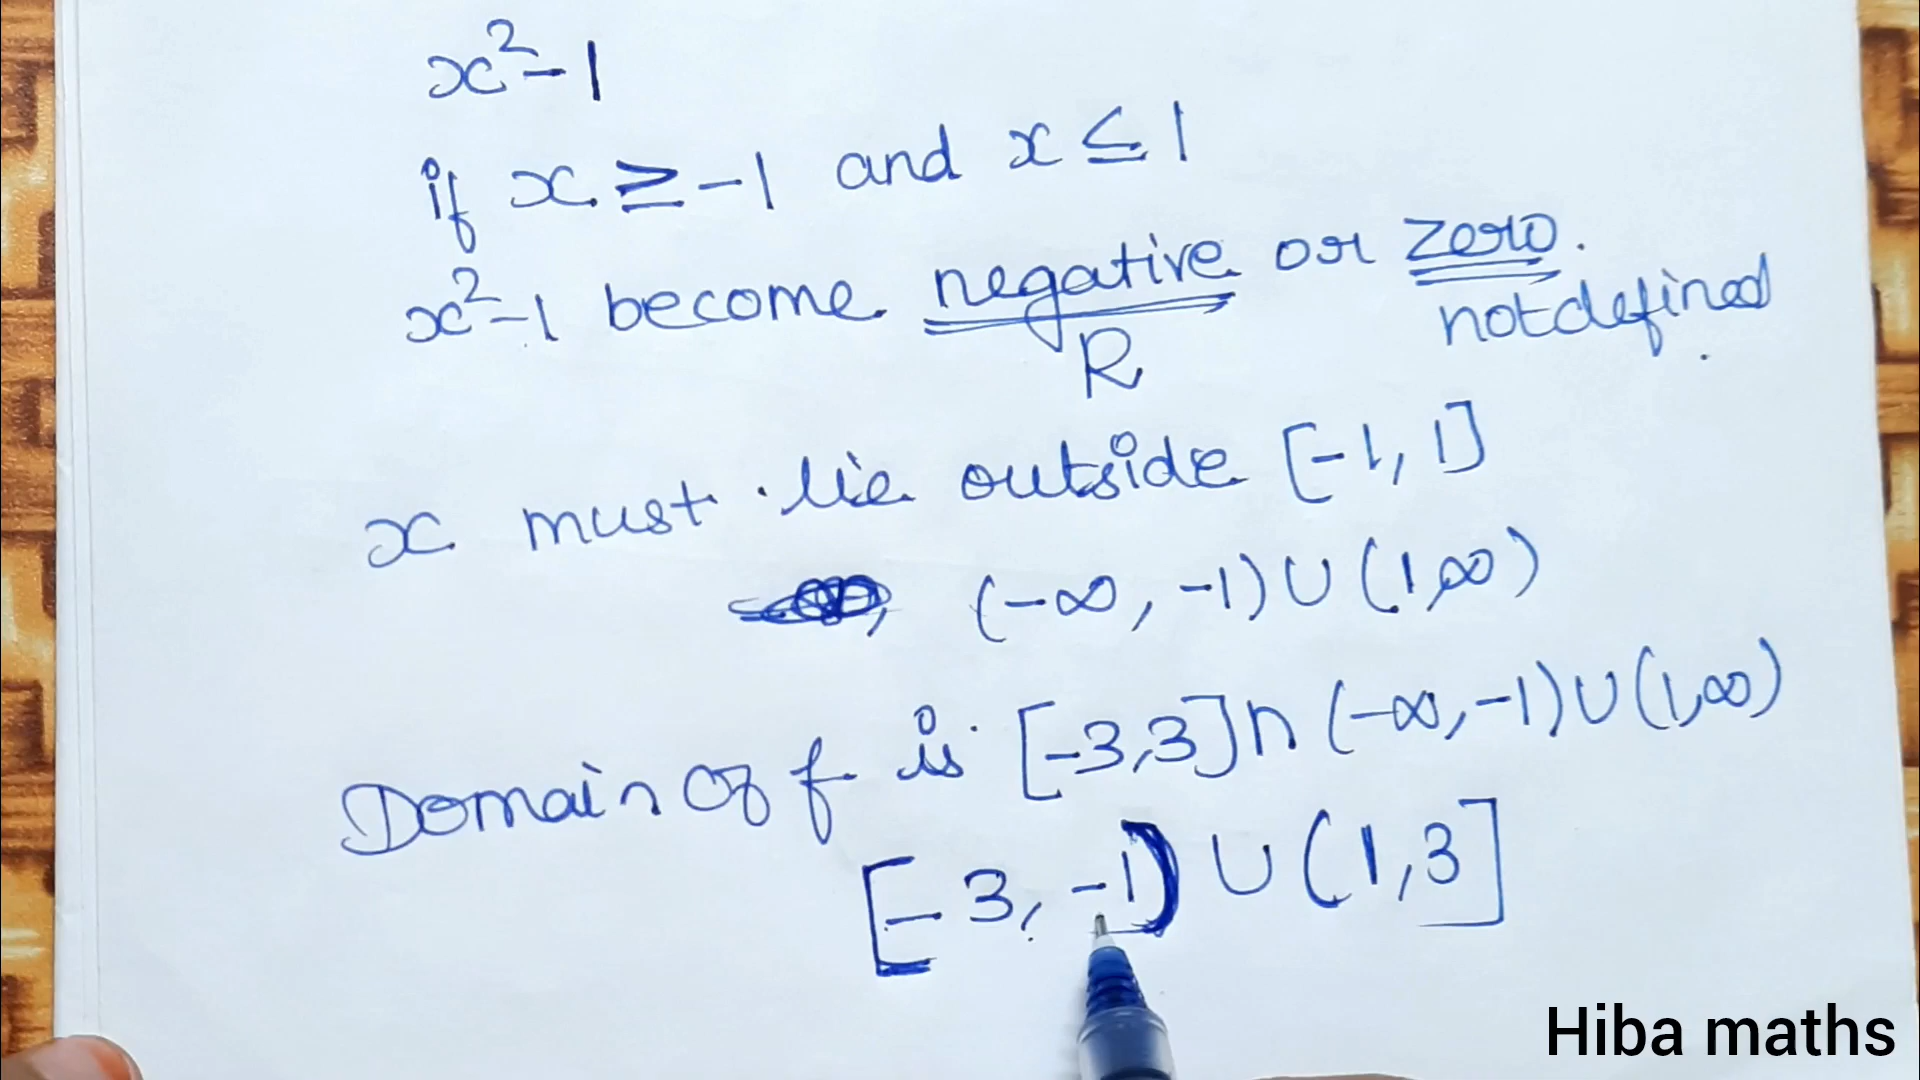 x²-1
if x ≥ -1 and x ≤ 1
x²-1 become negative or zero.
R notdefined.
x must lie outside [-1, 1]
(-∞, -1) ∪ (1, ∞)
Domain of f is [-3,3] ∩ (-∞, -1) ∪ (1,∞)
[-3, -1) ∪ (1,3]
Hiba maths